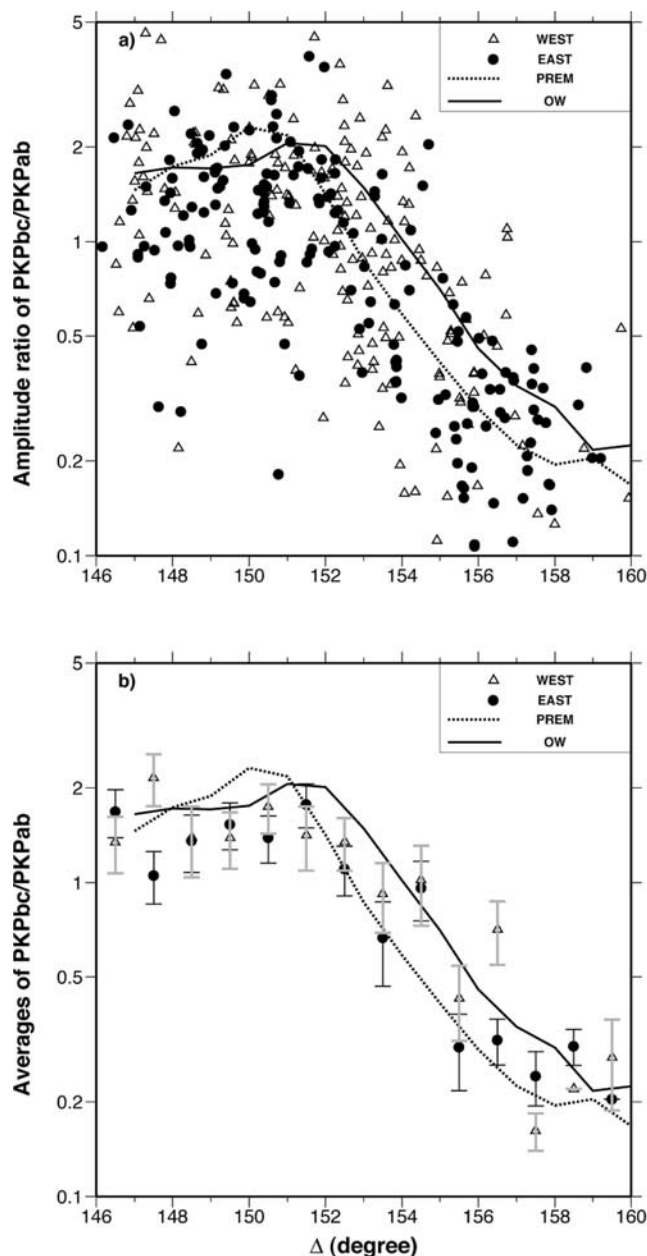 a)
WEST
EAST
PREM
OW
5
2
1
0.5
0.2
0.1
Amplitude ratio of PKPbc/PKPab
146 148 150 152 154 156 158 160
b)
WEST
EAST
PREM
OW
5
2
1
0.5
0.2
0.1
Averages of PKPbc/PKPab
146 148 150 152 154 156 158 160
Δ (degree)